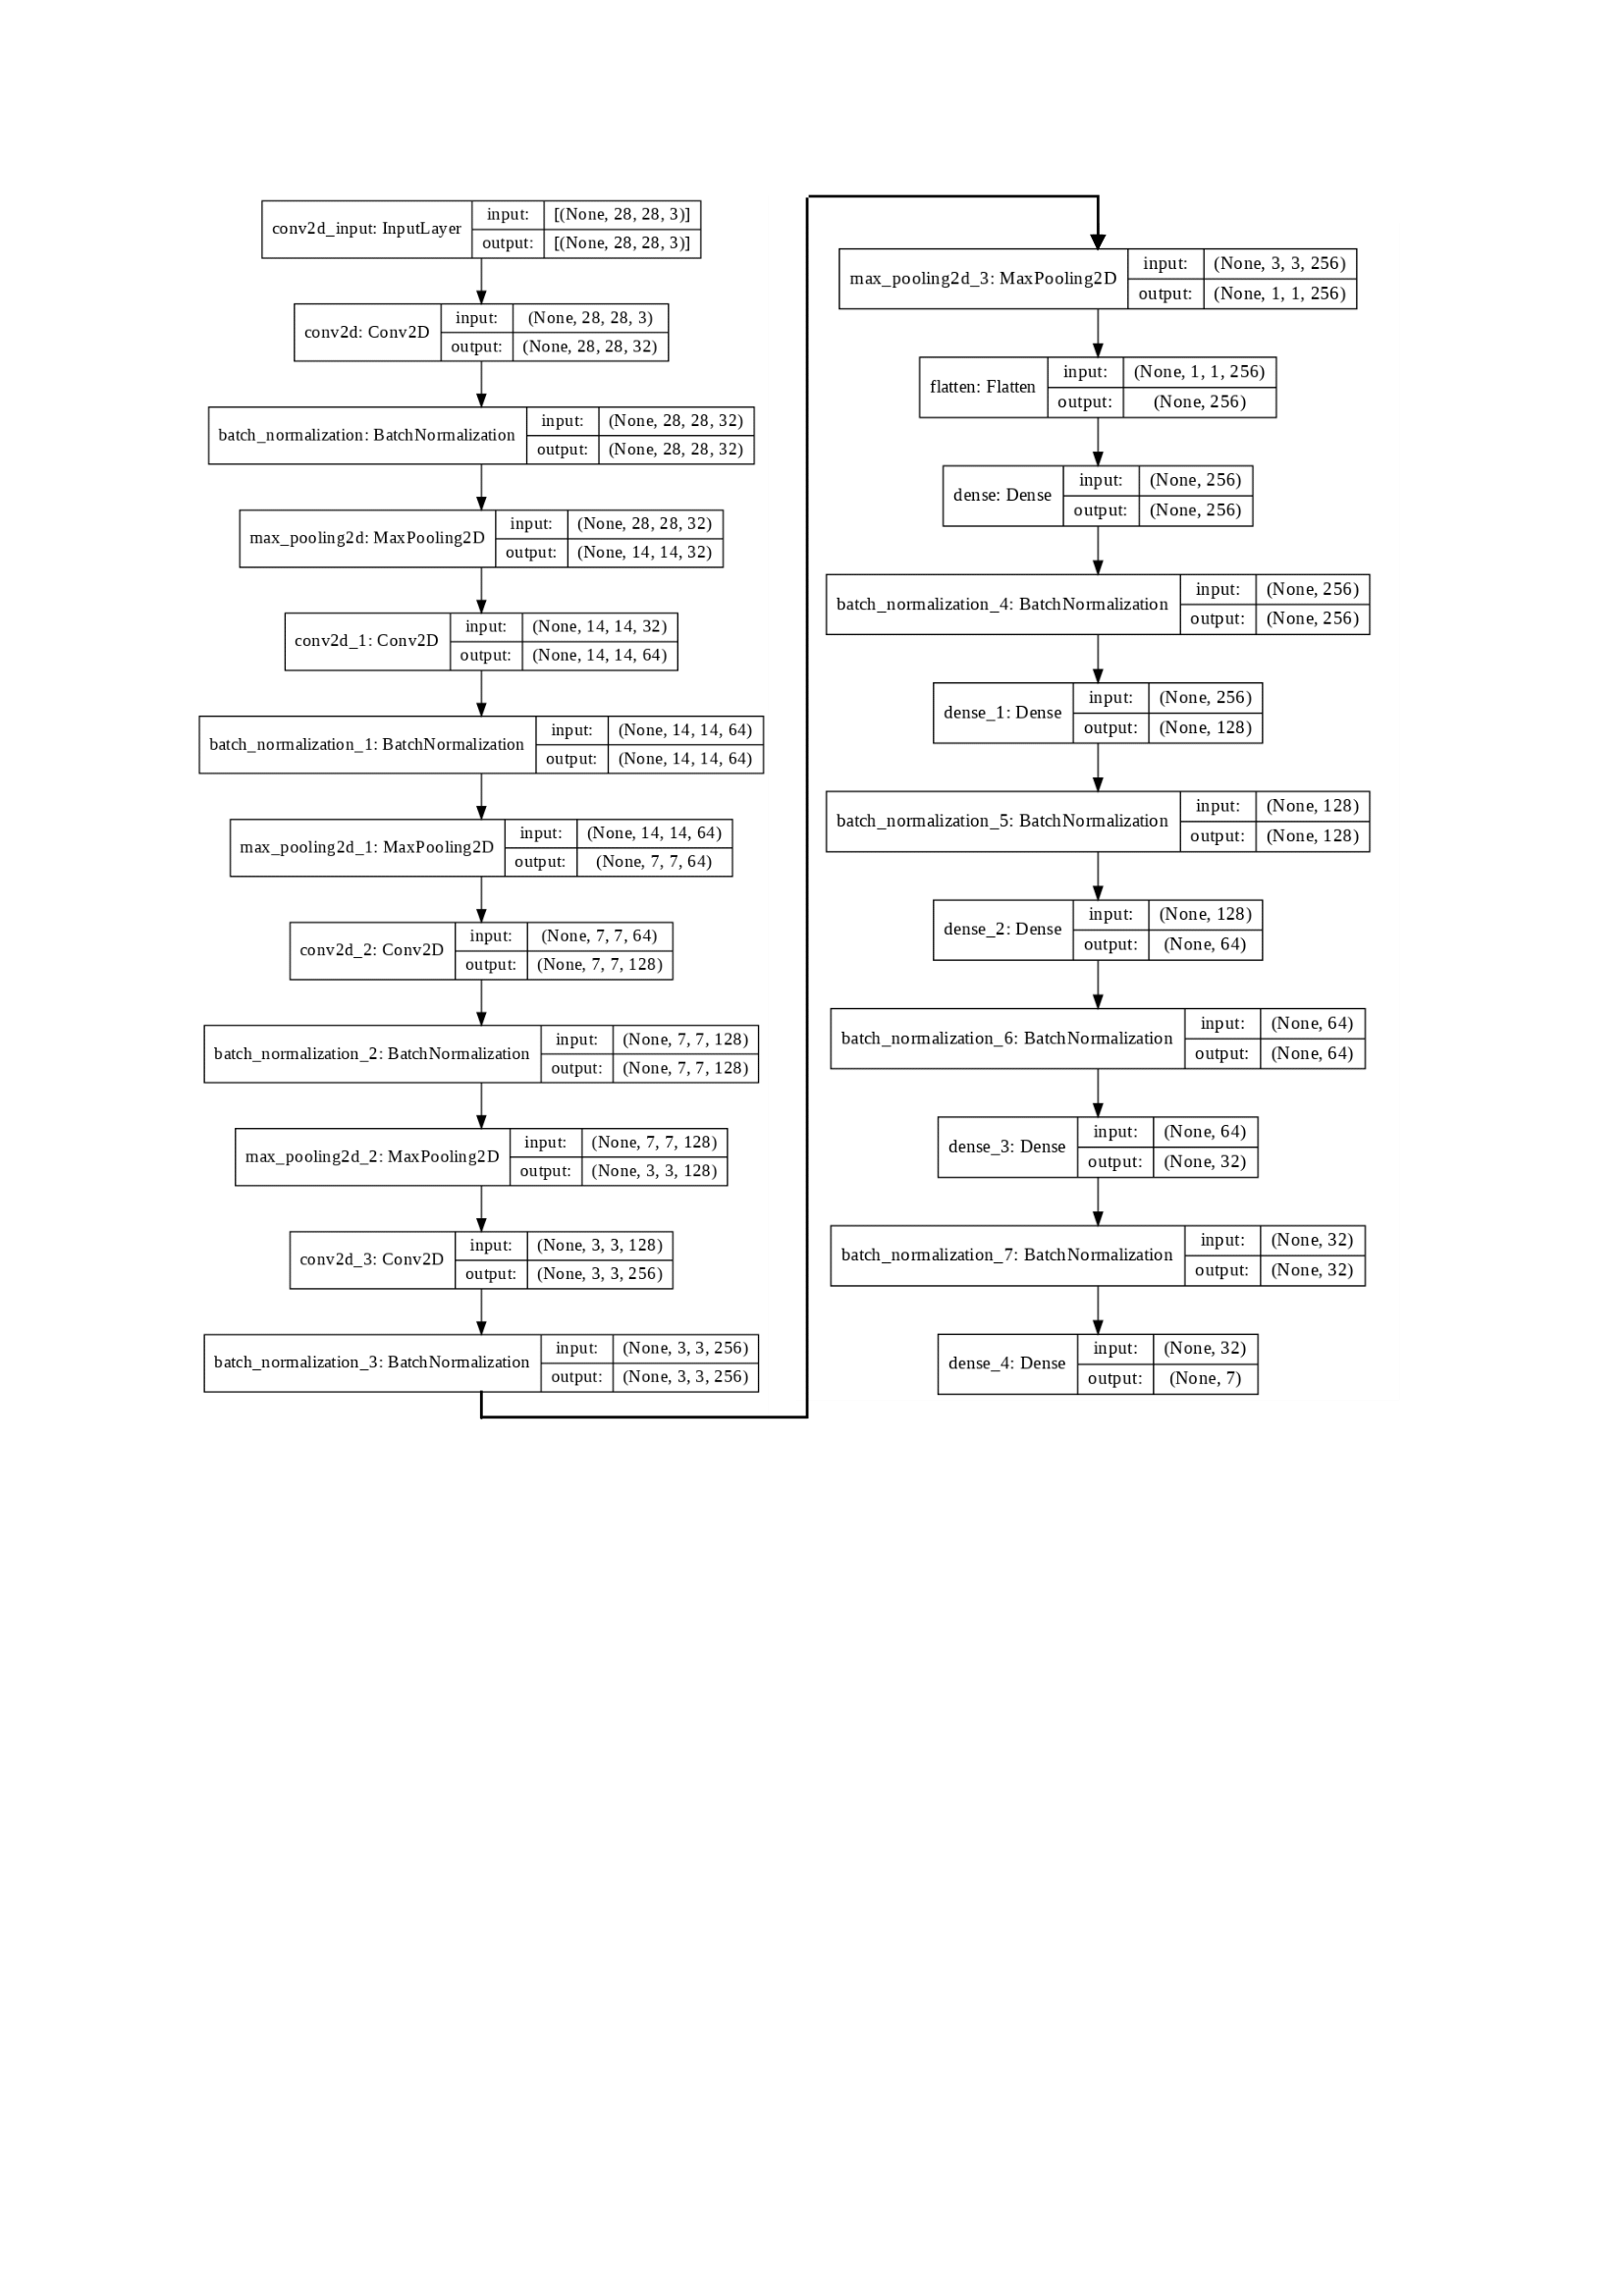 conv2d_input: InputLayer input: [(None, 28, 28, 3)]
output: [(None, 28, 28, 3)]
conv2d: Conv2D input: (None, 28, 28, 3)
output: (None, 28, 28, 32)
batch_normalization: BatchNormalization input: (None, 28, 28, 32)
output: (None, 28, 28, 32)
max_pooling2d: MaxPooling2D input: (None, 28, 28, 32)
output: (None, 14, 14, 32)
conv2d_1: Conv2D input: (None, 14, 14, 32)
output: (None, 14, 14, 64)
batch_normalization_1: BatchNormalization input: (None, 14, 14, 64)
output: (None, 14, 14, 64)
max_pooling2d_1: MaxPooling2D input: (None, 14, 14, 64)
output: (None, 7, 7, 64)
conv2d_2: Conv2D input: (None, 7, 7, 64)
output: (None, 7, 7, 128)
batch_normalization_2: BatchNormalization input: (None, 7, 7, 128)
output: (None, 7, 7, 128)
max_pooling2d_2: MaxPooling2D input: (None, 7, 7, 128)
output: (None, 3, 3, 128)
conv2d_3: Conv2D input: (None, 3, 3, 128)
output: (None, 3, 3, 256)
batch_normalization_3: BatchNormalization input: (None, 3, 3, 256)
output: (None, 3, 3, 256)
max_pooling2d_3: MaxPooling2D input: (None, 3, 3, 256)
output: (None, 1, 1, 256)
flatten: Flatten input: (None, 1, 1, 256)
output: (None, 256)
dense: Dense input: (None, 256)
output: (None, 256)
batch_normalization_4: BatchNormalization input: (None, 256)
output: (None, 256)
dense_1: Dense input: (None, 256)
output: (None, 128)
batch_normalization_5: BatchNormalization input: (None, 128)
output: (None, 128)
dense_2: Dense input: (None, 128)
output: (None, 64)
batch_normalization_6: BatchNormalization input: (None, 64)
output: (None, 64)
dense_3: Dense input: (None, 64)
output: (None, 32)
batch_normalization_7: BatchNormalization input: (None, 32)
output: (None, 32)
dense_4: Dense input: (None, 32)
output: (None, 7)